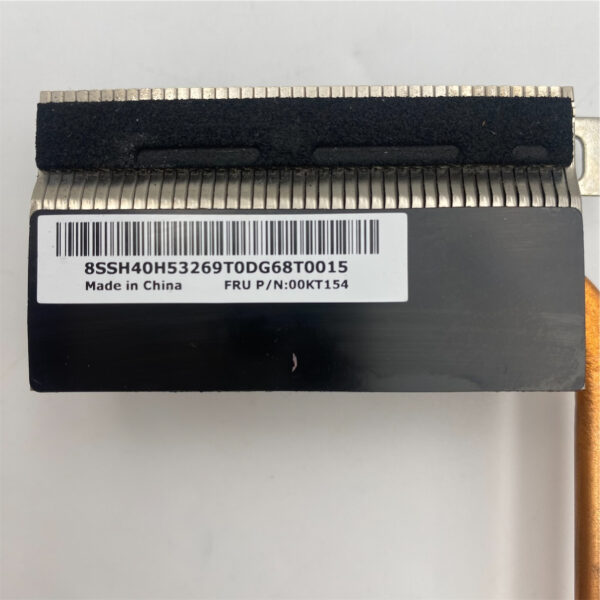 8SSH40H53269T0DG68T0015
Made in China FRU P/N:00KT154